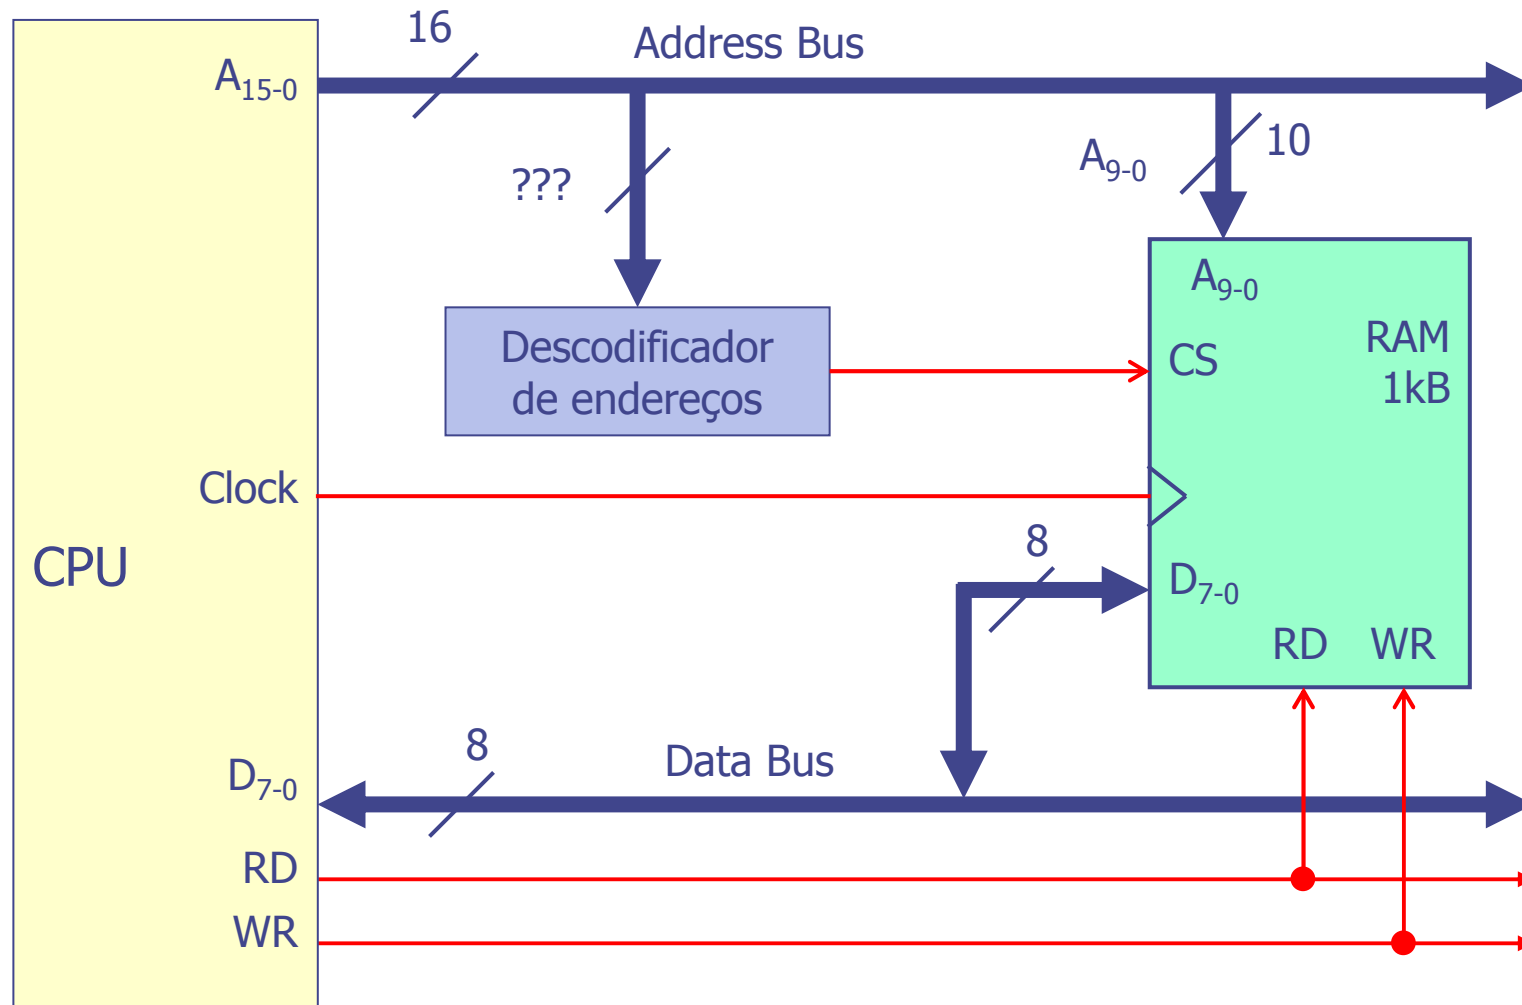 16
Address Bus
A15-0
???
A9-0
10
A9-0
Descodificador
de endereços
CS
RAM
1kB
Clock
CPU
8
D7-0
RD WR
8
Data Bus
D7-0
RD
WR